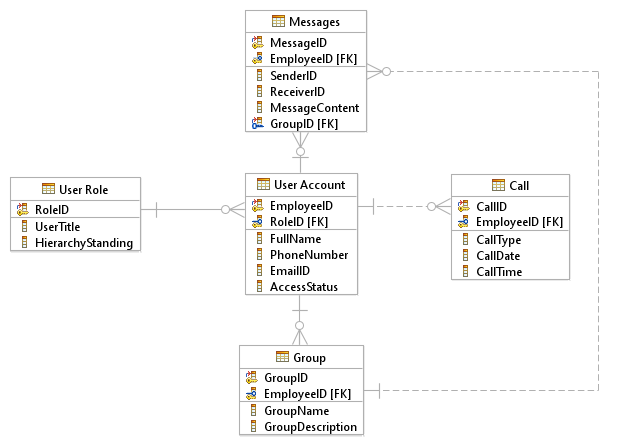 Messages
MessageID
EmployeeID [FK]
SenderID
ReceiverID
MessageContent
GroupID [FK]
User Role
RoleID
UserTitle
HierarchyStanding
User Account
EmployeeID
RoleID [FK]
FullName
PhoneNumber
EmailID
AccessStatus
Call
CallID
EmployeeID [FK]
CallType
CallDate
CallTime
Group
GroupID
EmployeeID [FK]
GroupName
GroupDescription